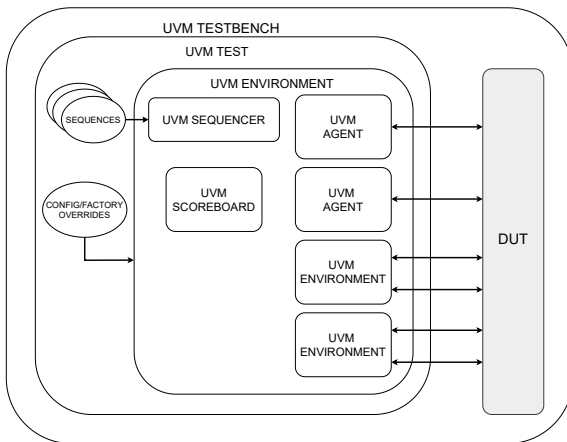 UVM TESTBENCH
UVM TEST
UVM ENVIRONMENT
SEQUENCES
UVM SEQUENCER
UVM
AGENT
UVM
SCOREBOARD
UVM
AGENT
CONFIG/FACTORY
OVERRIDES
UVM
ENVIRONMENT
UVM
ENVIRONMENT
DUT